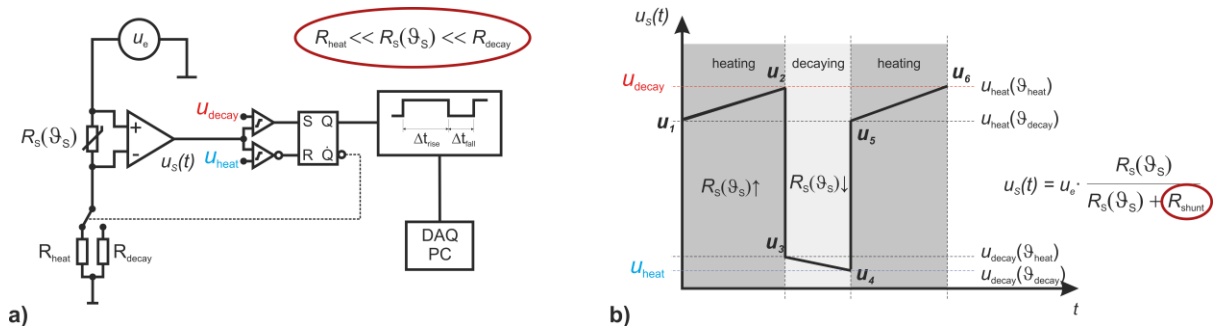 a)
u_e
R_heat << R_S(ϑ_S) << R_decay
R_S(ϑ_S)
+
-
u_S(t)
u_decay
u_heat
S Q
R Q̇
Δt_rise Δt_fall
DAQ
PC
R_heat R_decay
b)
u_S(t)
heating decaying heating
u_decay
u_heat
u_1
u_2
u_3
u_4
u_5
u_6
R_S(ϑ_S)↑
R_S(ϑ_S)↓
u_heat(ϑ_heat)
u_heat(ϑ_decay)
u_decay(ϑ_heat)
u_decay(ϑ_decay)
t
u_S(t) = u_e · R_S(ϑ_S) / R_S(ϑ_S) + R_shunt